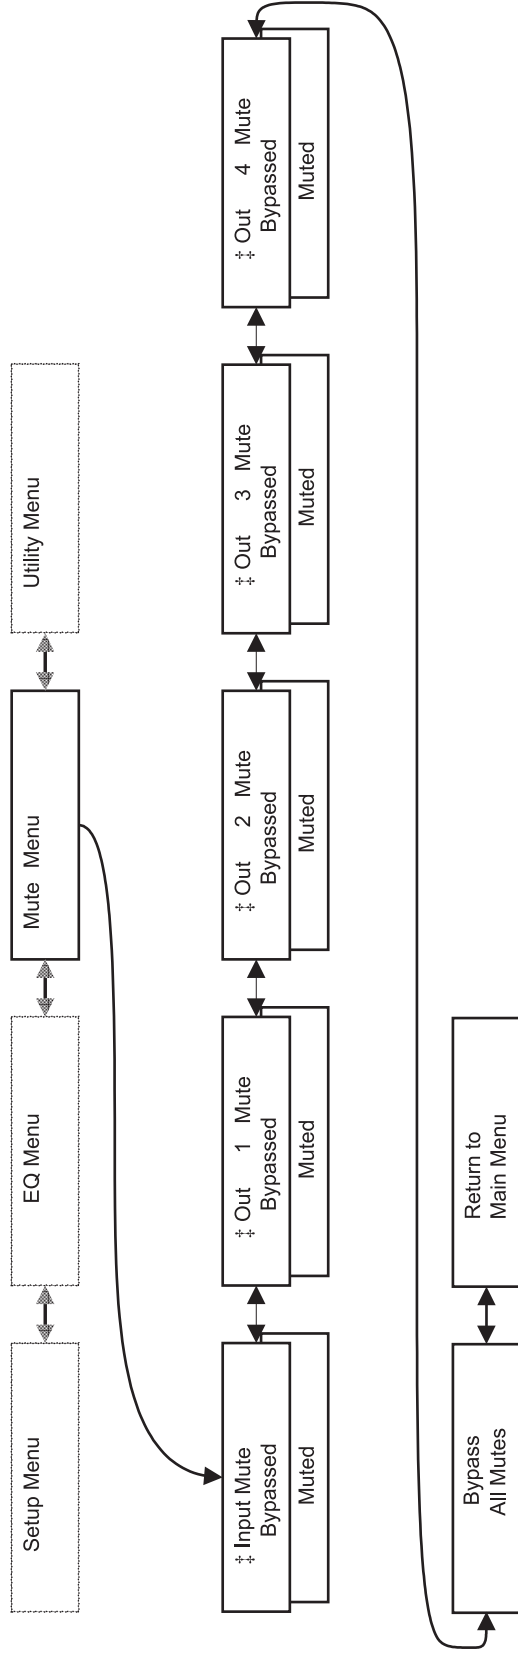 Setup Menu
EQ Menu
Mute Menu
Utility Menu
‡ Input Mute
Bypassed
Muted
‡ Out 1 Mute
Bypassed
Muted
‡ Out 2 Mute
Bypassed
Muted
‡ Out 3 Mute
Bypassed
Muted
‡ Out 4 Mute
Bypassed
Muted
Bypass
All Mutes
Return to
Main Menu